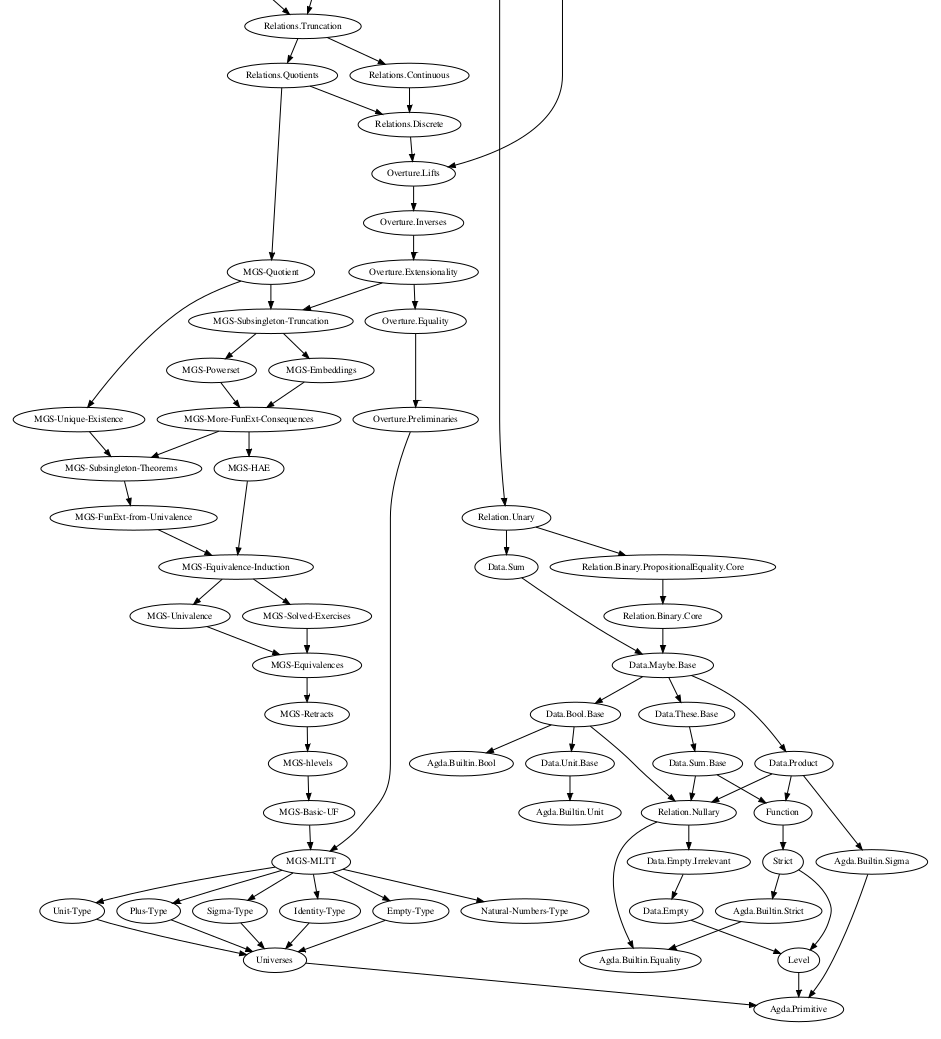 Relations.Truncation
Relations.Quotients
Relations.Continuous
Relations.Discrete
Overture.Lifts
Overture.Inverses
MGS-Quotient
Overture.Extensionality
MGS-Subsingleton-Truncation
Overture.Equality
MGS-Powerset
MGS-Embeddings
MGS-Unique-Existence
MGS-More-FunExt-Consequences
Overture.Preliminaries
MGS-Subsingleton-Theorems
MGS-HAE
MGS-FunExt-from-Univalence
Relation.Unary
MGS-Equivalence-Induction
Data.Sum
Relation.Binary.PropositionalEquality.Core
MGS-Univalence
MGS-Solved-Exercises
Relation.Binary.Core
MGS-Equivalences
Data.Maybe.Base
MGS-Retracts
Data.Bool.Base
Data.These.Base
MGS-hlevels
Agda.Builtin.Bool
Data.Unit.Base
Data.Sum.Base
Data.Product
MGS-Basic-UF
Agda.Builtin.Unit
Relation.Nullary
Function
MGS-MLTT
Data.Empty.Irrelevant
Strict
Agda.Builtin.Sigma
Unit-Type
Plus-Type
Sigma-Type
Identity-Type
Empty-Type
Natural-Numbers-Type
Data.Empty
Agda.Builtin.Strict
Universes
Agda.Builtin.Equality
Level
Agda.Primitive